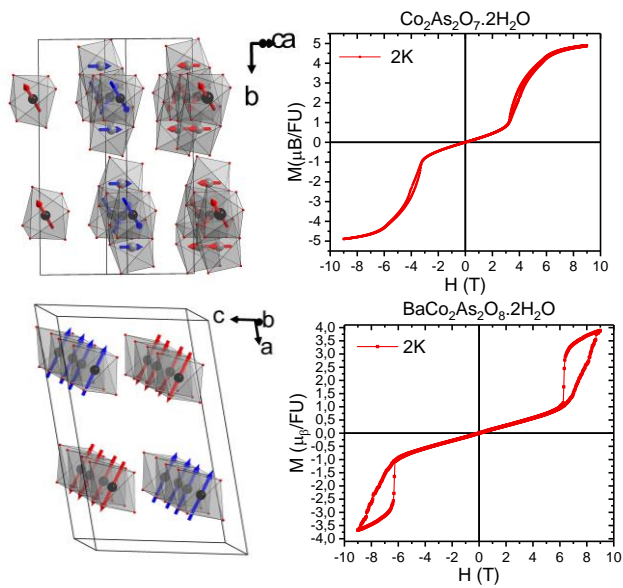 ca
b
Co₂As₂O₇.2H₂O
2K
M(μB/FU)
5
4
3
2
1
0
-1
-2
-3
-4
-5
-10 -8 -6 -4 -2 0 2 4 6 8 10
H (T)
c
b
a
BaCo₂As₂O₈.2H₂O
2K
M (μᵦ/FU)
4,0
3,5
3,0
2,5
2,0
1,5
1,0
0,5
0,0
-0,5
-1,0
-1,5
-2,0
-2,5
-3,0
-3,5
-4,0
-10 -8 -6 -4 -2 0 2 4 6 8 10
H (T)